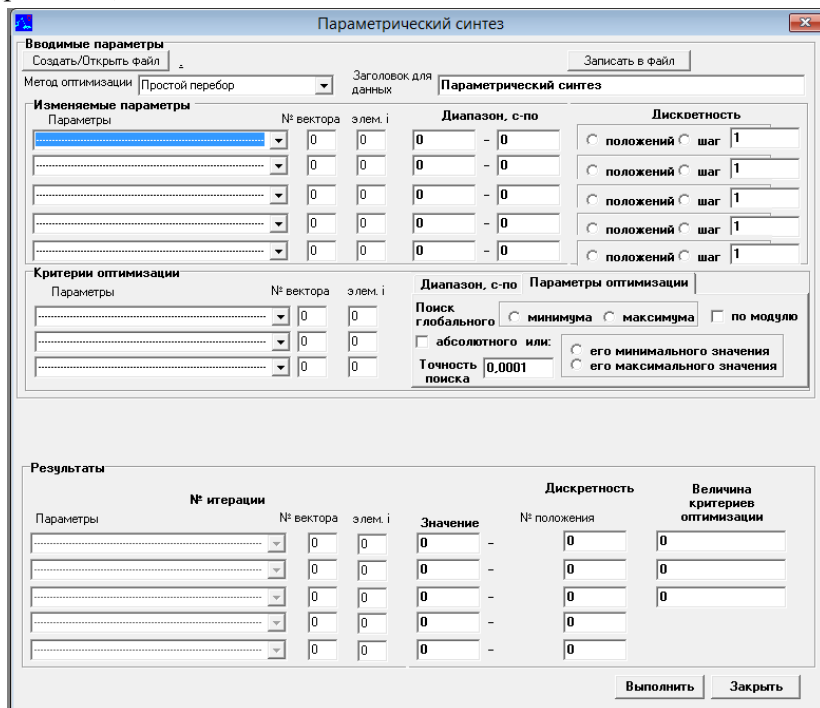 Параметрический синтез
Вводимые параметры
Создать/Открыть файл .
Записать в файл
Метод оптимизации Простой перебор Заголовок для данных Параметрический синтез
Изменяемые параметры
Параметры № вектора элем. i Диапазон, с-по Дискретность
0 0 0 - 0 положений шаг 1
0 0 0 - 0 положений шаг 1
0 0 0 - 0 положений шаг 1
0 0 0 - 0 положений шаг 1
0 0 0 - 0 положений шаг 1
Критерии оптимизации
Параметры № вектора элем. i
0 0
0 0
0 0
Диапазон, с-по Параметры оптимизации
Поиск глобального минимума максимума по модулю
абсолютного или:
его минимального значения
его максимального значения
Точность поиска 0,0001
Результаты
№ итерации
Параметры № вектора элем. i Значение
Дискретность
№ положения
Величина
критериев
оптимизации
0 0 0 - 0 0
0 0 0 - 0 0
0 0 0 - 0 0
0 0 0 - 0
0 0 0 - 0
Выполнить Закрыть